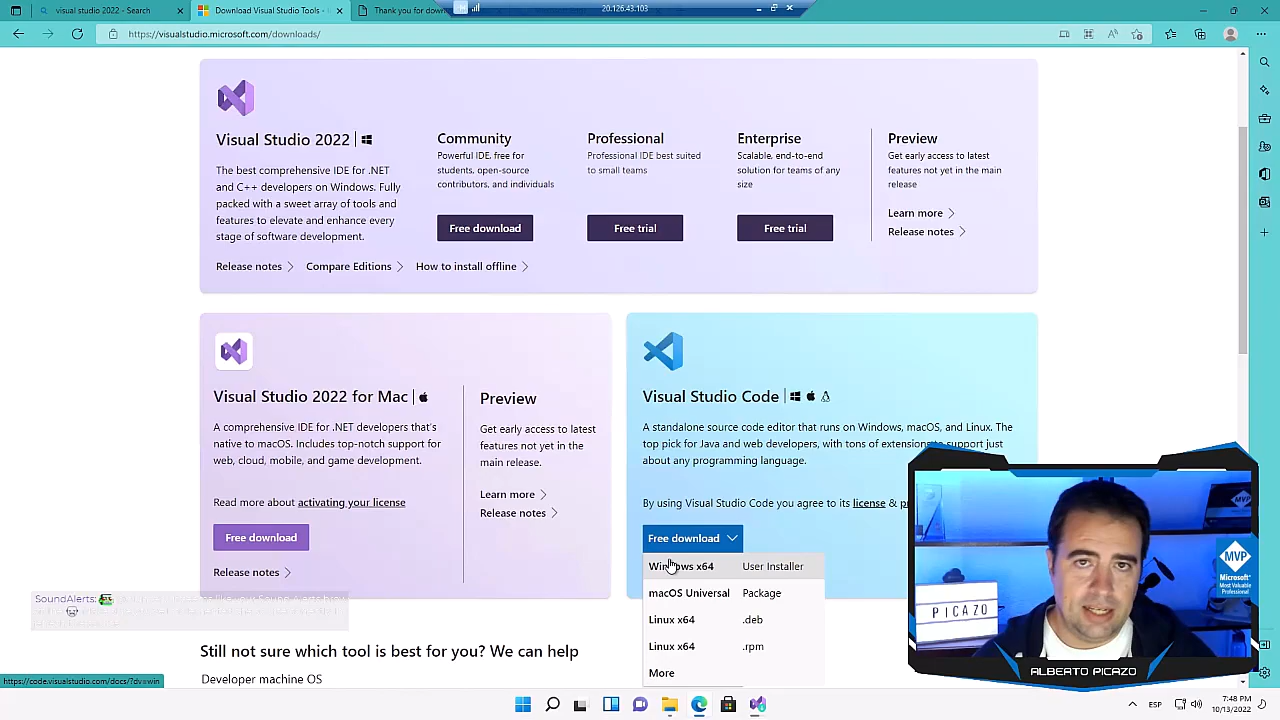 visual studio 2022 - Search
Download Visual Studio Tools - I
Thank you for down
20.126.43.103
https://visualstudio.microsoft.com/downloads/
Visual Studio 2022
The best comprehensive IDE for .NET
and C++ developers on Windows. Fully
packed with a sweet array of tools and
features to elevate and enhance every
stage of software development.
Community
Powerful IDE, free for
students, open-source
contributors, and individuals
Free download
Professional
Professional IDE best suited
to small teams
Free trial
Enterprise
Scalable, end-to-end
solution for teams of any
size
Free trial
Preview
Get early access to latest
features not yet in the main
release
Learn more
Release notes
Release notes
Compare Editions
How to install offline
Visual Studio 2022 for Mac
A comprehensive IDE for .NET developers that's
native to macOS. Includes top-notch support for
web, cloud, mobile, and game development.
Read more about activating your license
Free download
Release notes
Preview
Get early access to latest
features not yet in the
main release.
Learn more
Release notes
Visual Studio Code
A standalone source code editor that runs on Windows, macOS, and Linux. The
top pick for Java and web developers, with tons of extensions to support just
about any programming language.
By using Visual Studio Code you agree to its license &
Free download
Windows x64 User Installer
macOS Universal Package
Linux x64 .deb
Linux x64 .rpm
More
SoundAlerts:
Still not sure which tool is best for you? We can help
Developer machine OS
https://code.visualstudio.com/docs/?dv=win
PICAZO
MVP
MVP
Microsoft
Most Valuable
Professional
ALBERTO PICAZO
ESP
7:48 PM
10/13/2022